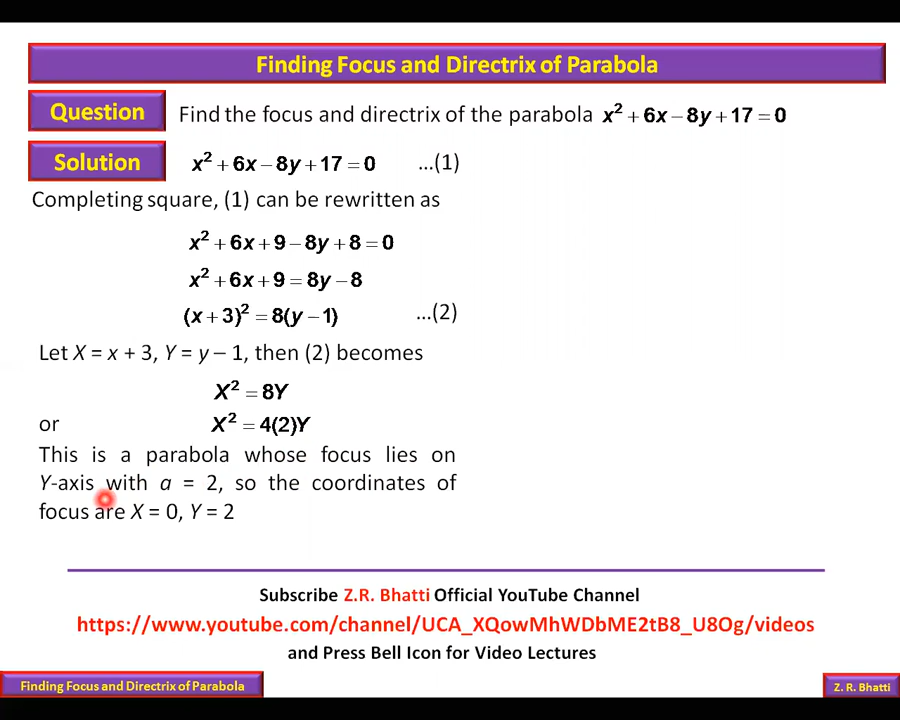 Finding Focus and Directrix of Parabola
Question Find the focus and directrix of the parabola x² + 6x − 8y + 17 = 0
Solution x² + 6x − 8y + 17 = 0 ...(1)
Completing square, (1) can be rewritten as
x² + 6x + 9 − 8y + 8 = 0
x² + 6x + 9 = 8y − 8
(x + 3)² = 8(y − 1) ...(2)
Let X = x + 3, Y = y − 1, then (2) becomes
X² = 8Y
or X² = 4(2)Y
This is a parabola whose focus lies on
Y-axis with a = 2, so the coordinates of
focus are X = 0, Y = 2
Subscribe Z.R. Bhatti Official YouTube Channel
https://www.youtube.com/channel/UCA_XQowMhWDbME2tB8_U8Og/videos
and Press Bell Icon for Video Lectures
Finding Focus and Directrix of Parabola Z. R. Bhatti